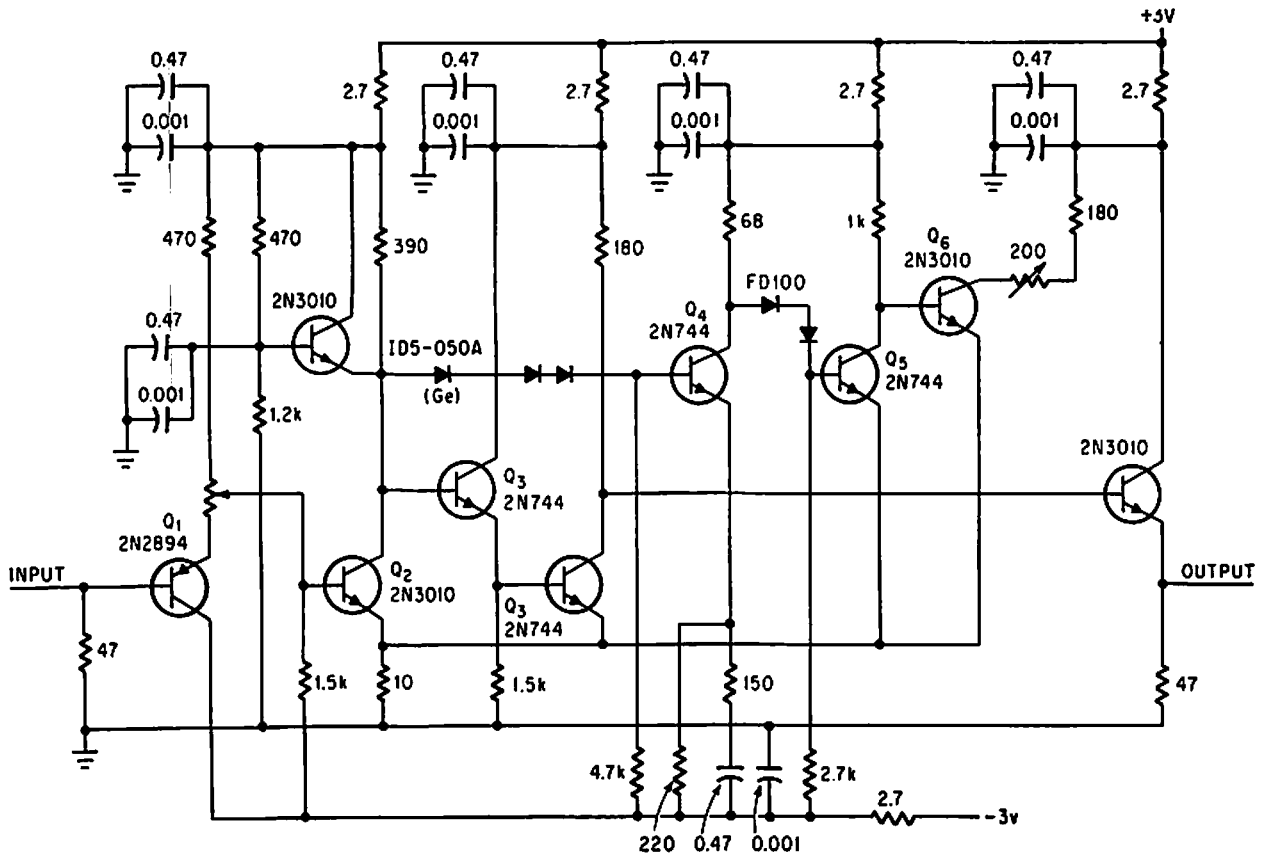 +3V
0.47
0.47
0.47
0.47
2.7
2.7
2.7
2.7
0.001
0.001
0.001
0.001
470
470
390
180
68
1k
180
Q6
2N3010
200
2N3010
FD100
0.47
ID5-050A
(Ge)
Q4
2N744
Q5
2N744
0.001
1.2k
2N3010
Q3
2N744
Q1
2N2894
INPUT
Q2
2N3010
Q3
2N744
OUTPUT
47
1.5k
10
1.5k
150
47
4.7k
2.7k
2.7
-3v
220
0.47
0.001